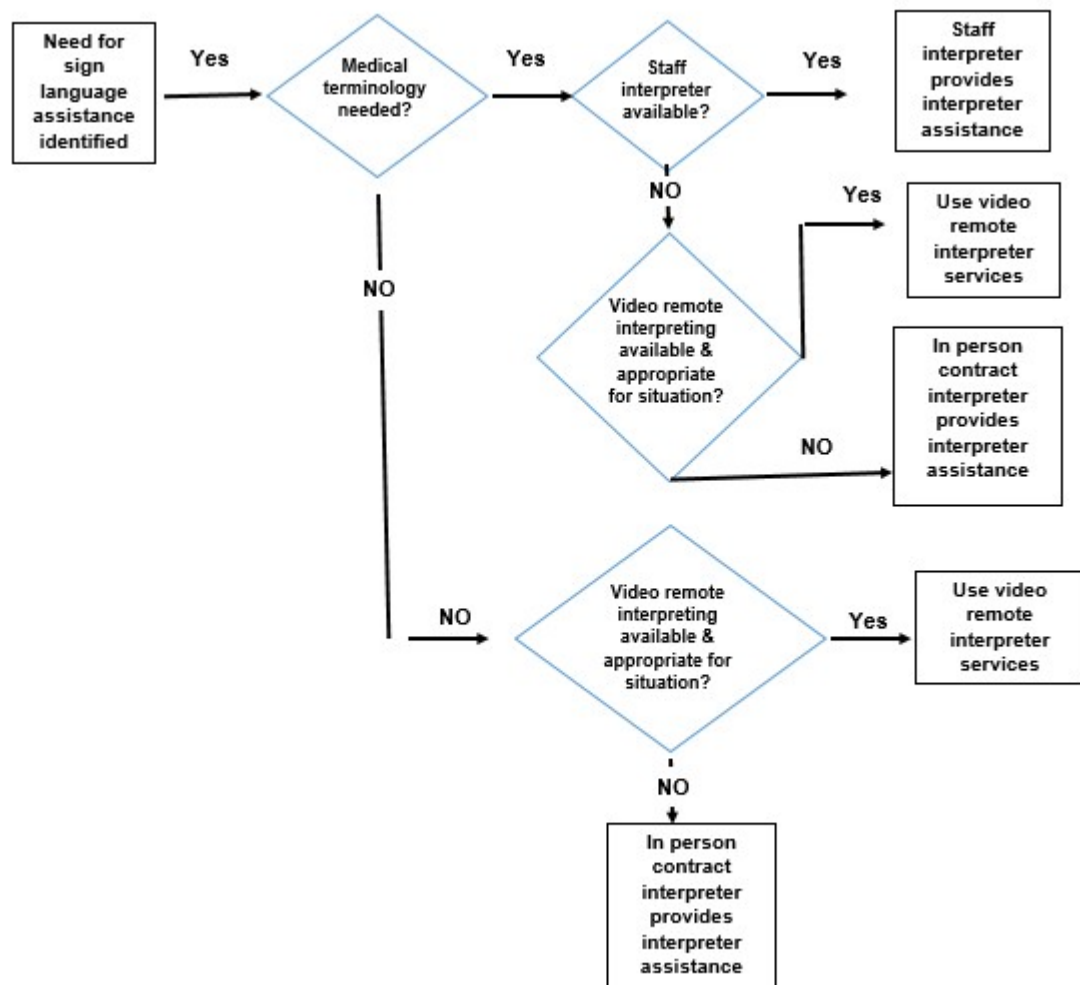 Need for
sign
language
assistance
identified
Yes
Medical
terminology
needed?
Yes
Staff
interpreter
available?
Yes
Staff
interpreter
provides
interpreter
assistance
NO
Yes
Use video
remote
interpreter
services
NO
Video remote
interpreting
available &
appropriate
for situation?
In person
contract
interpreter
provides
interpreter
assistance
NO
NO
Video remote
interpreting
available &
appropriate for
situation?
Yes
Use video
remote
interpreter
services
NO
In person
contract
interpreter
provides
interpreter
assistance